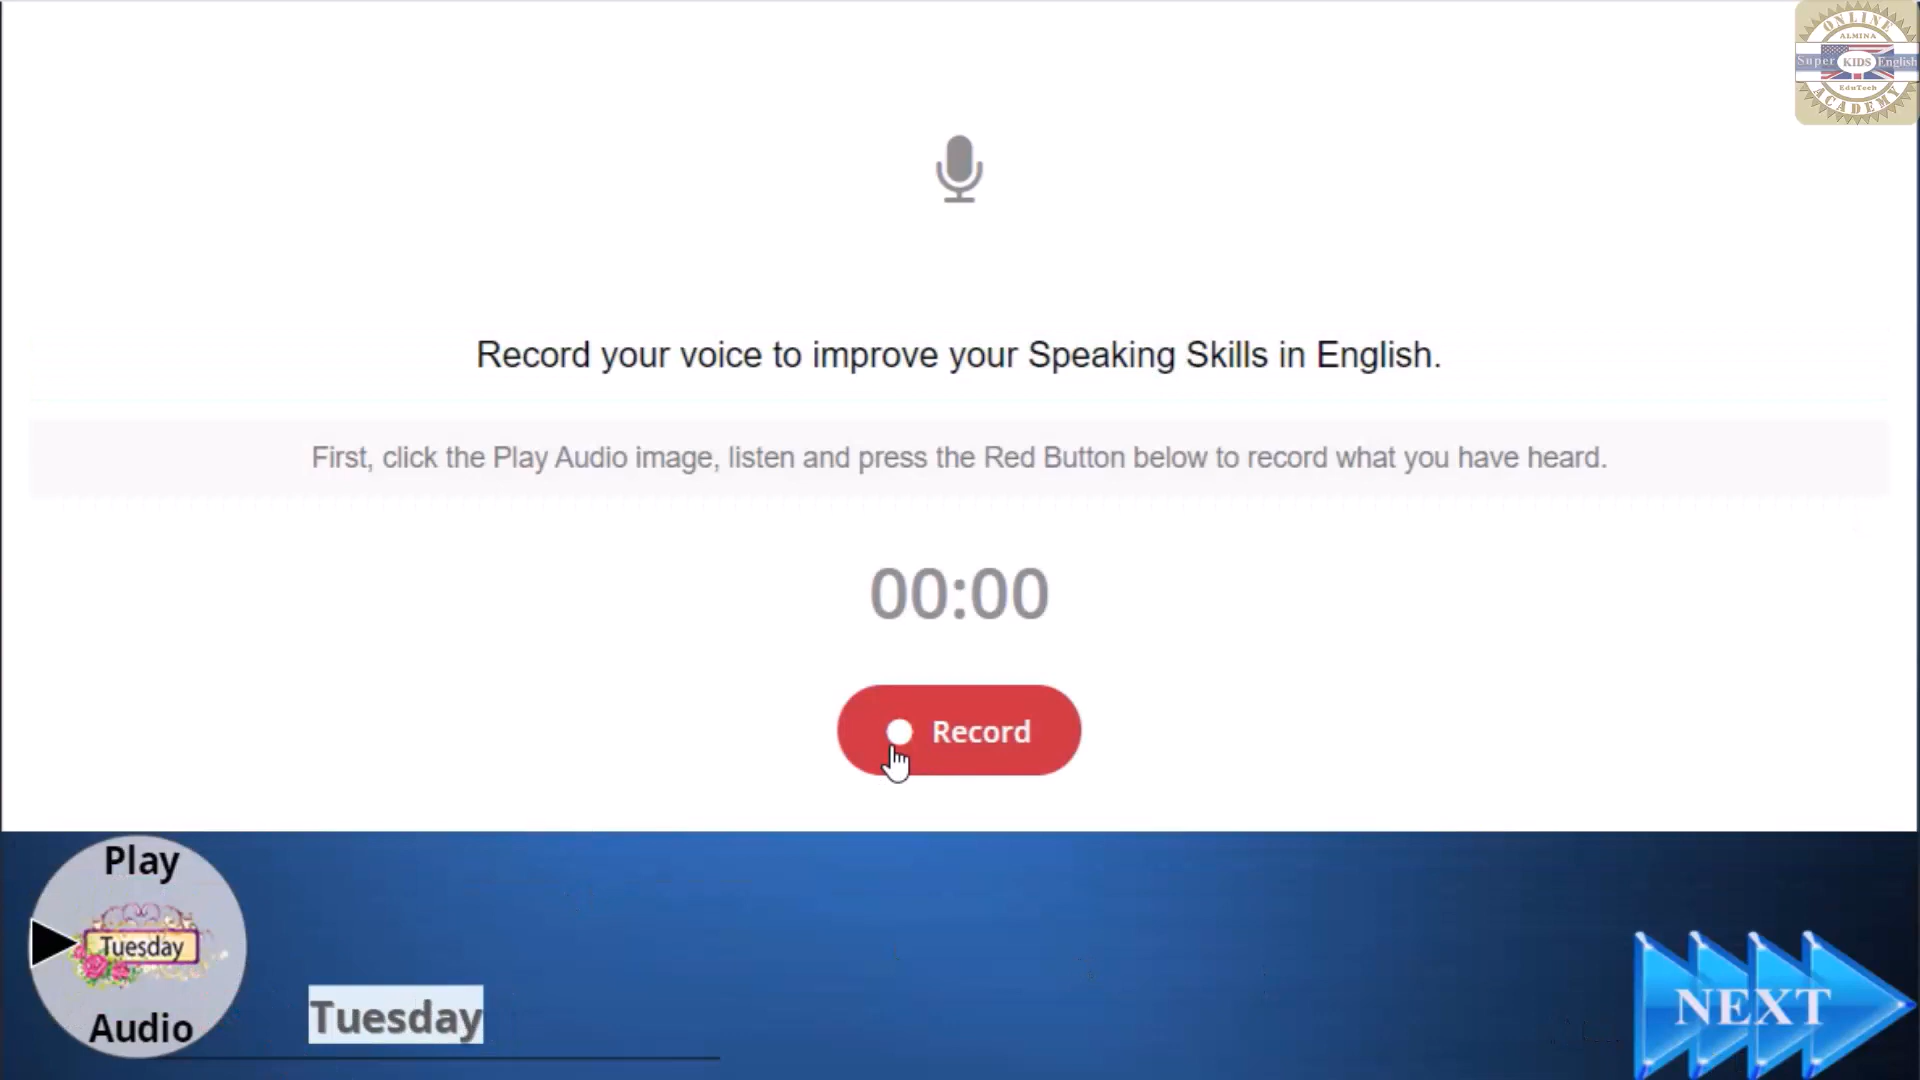 ONLINE
ALMINA
Super KIDS English
EduTech
ACADEMY
Record your voice to improve your Speaking Skills in English.
First, click the Play Audio image, listen and press the Red Button below to record what you have heard.
00:00
Record
Play
Tuesday
Audio
Tuesday
NEXT